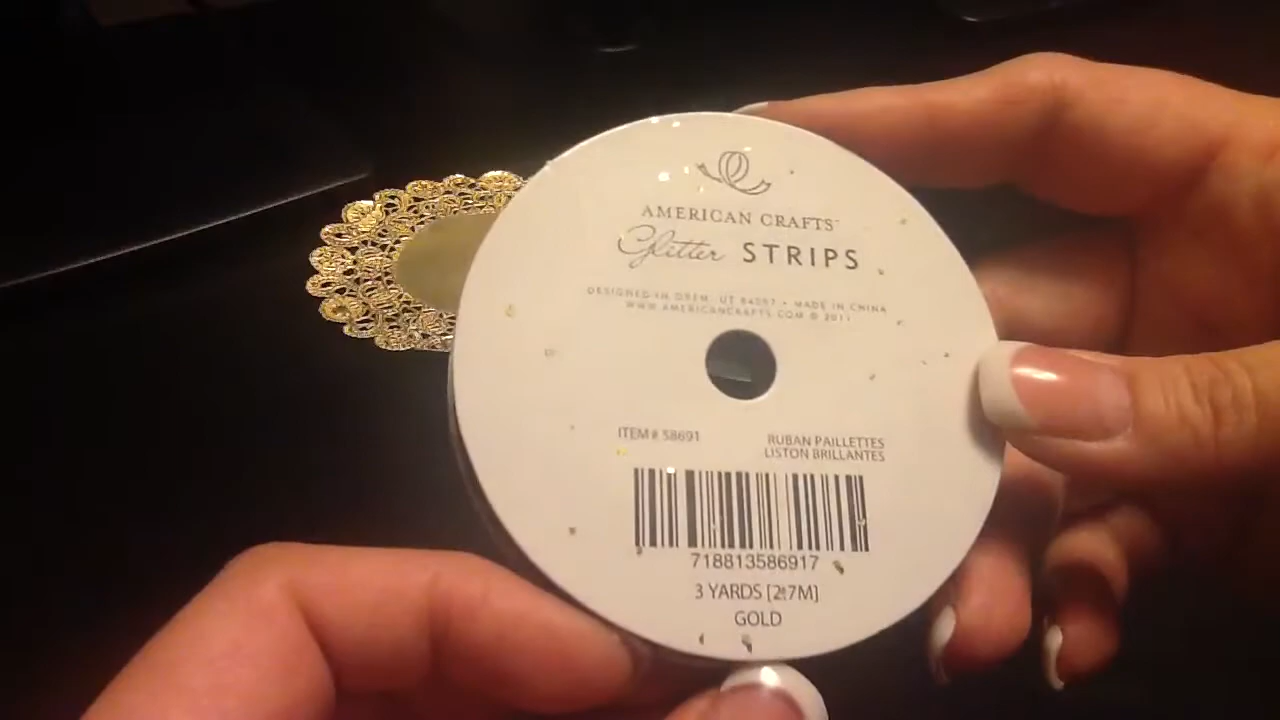 AMERICAN CRAFTS™
Glitter STRIPS
DESIGNED IN OREM, UT 84057 • MADE IN CHINA
WWW.AMERICANCRAFTS.COM © 2011
ITEM# 58691
RUBAN PAILLETTES
LISTON BRILLANTES
718813586917
3 YARDS [2.7M]
GOLD